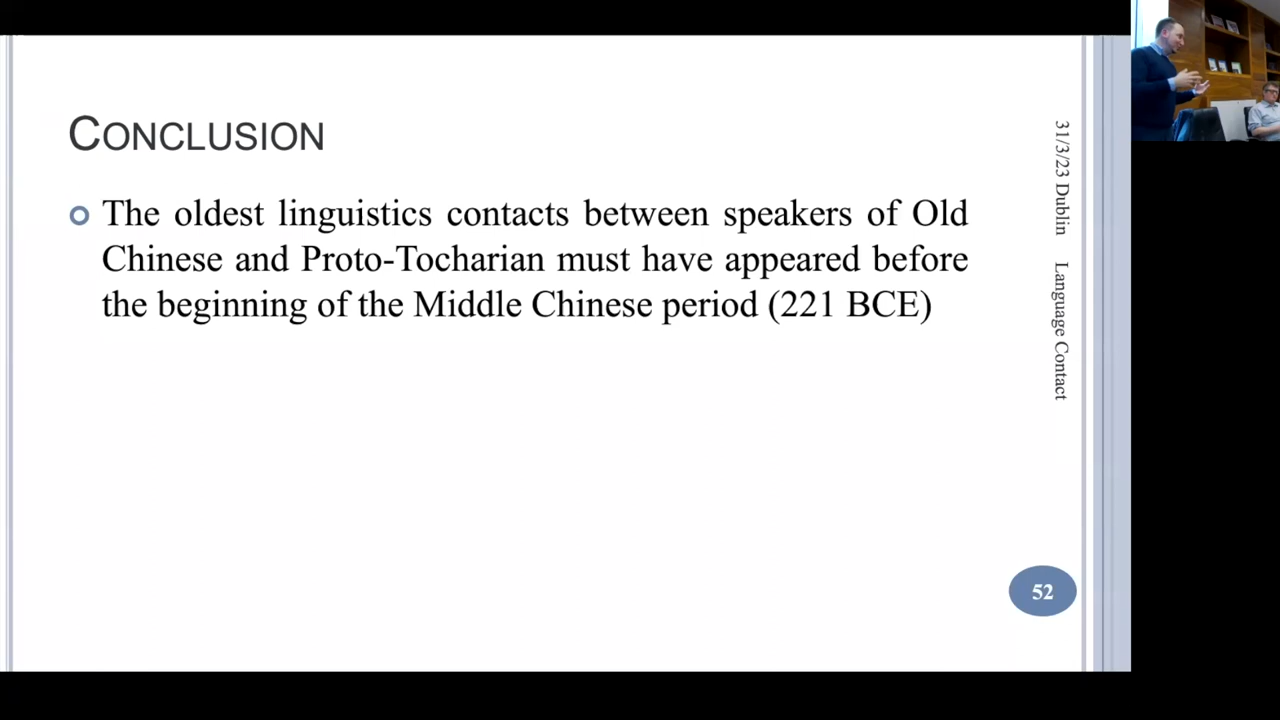 CONCLUSION
The oldest linguistics contacts between speakers of Old
Chinese and Proto-Tocharian must have appeared before
the beginning of the Middle Chinese period (221 BCE)
31/3/23 Dublin Language Contact
52